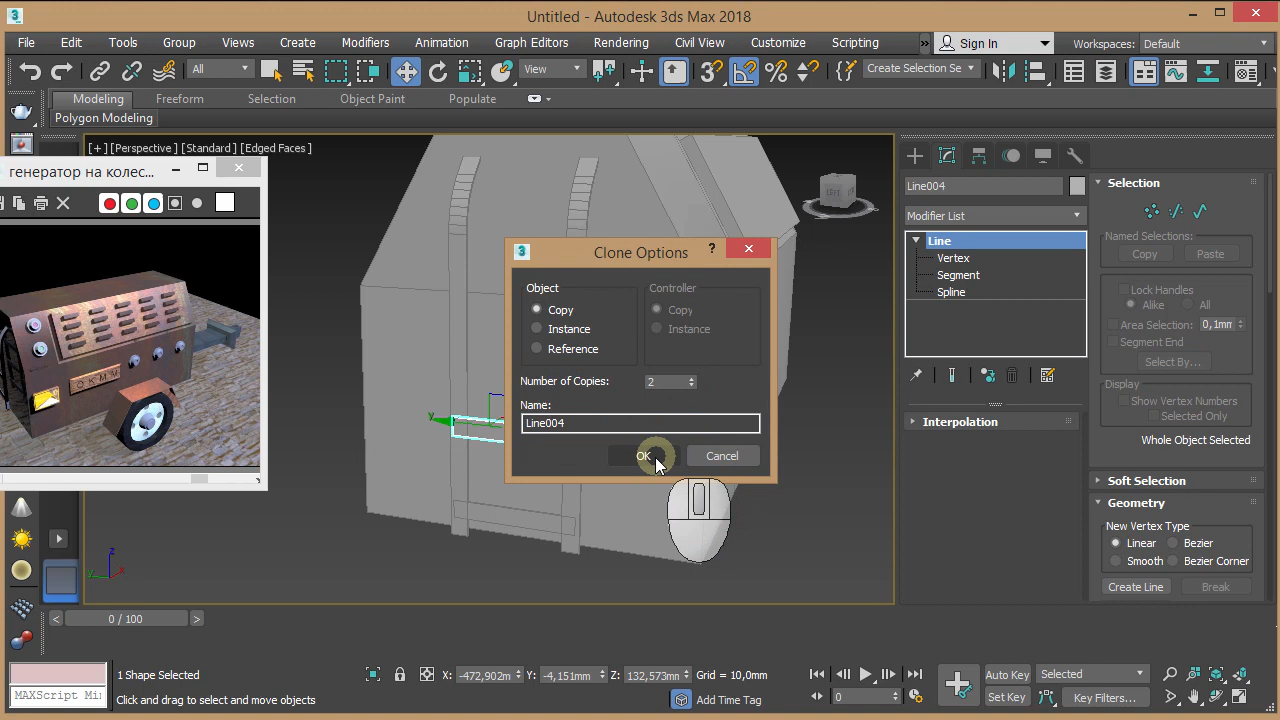 Untitled - Autodesk 3ds Max 2018
File Edit Tools Group Views Create Modifiers Animation Graph Editors Rendering Civil View Customize Scripting » Sign In Workspaces: Default
All View Create Selection Se
Modeling Freeform Selection Object Paint Populate
Polygon Modeling
[+] [Perspective ] [Standard ] [Edged Faces ]
генератор на колес...
Clone Options
Object
Copy
Instance
Reference
Controller
Copy
Instance
Number of Copies: 2
Name:
Line004
OK Cancel
y
z
x
y
Line004
Modifier List
Line
Vertex
Segment
Spline
Interpolation
Selection
Named Selections:
Copy Paste
Lock Handles
Alike All
Area Selection: 0,1mm
Segment End
Select By...
Display
Show Vertex Numbers
Selected Only
Whole Object Selected
Soft Selection
Geometry
New Vertex Type
Linear Bezier
Smooth Bezier Corner
Create Line Break
< 0 / 100 >
1 Shape Selected
X: -472,902m Y: -4,151mm Z: 132,573mm Grid = 10,0mm
MAXScript Mi
Click and drag to select and move objects
Add Time Tag
0
Auto Key Selected
Set Key Key Filters...